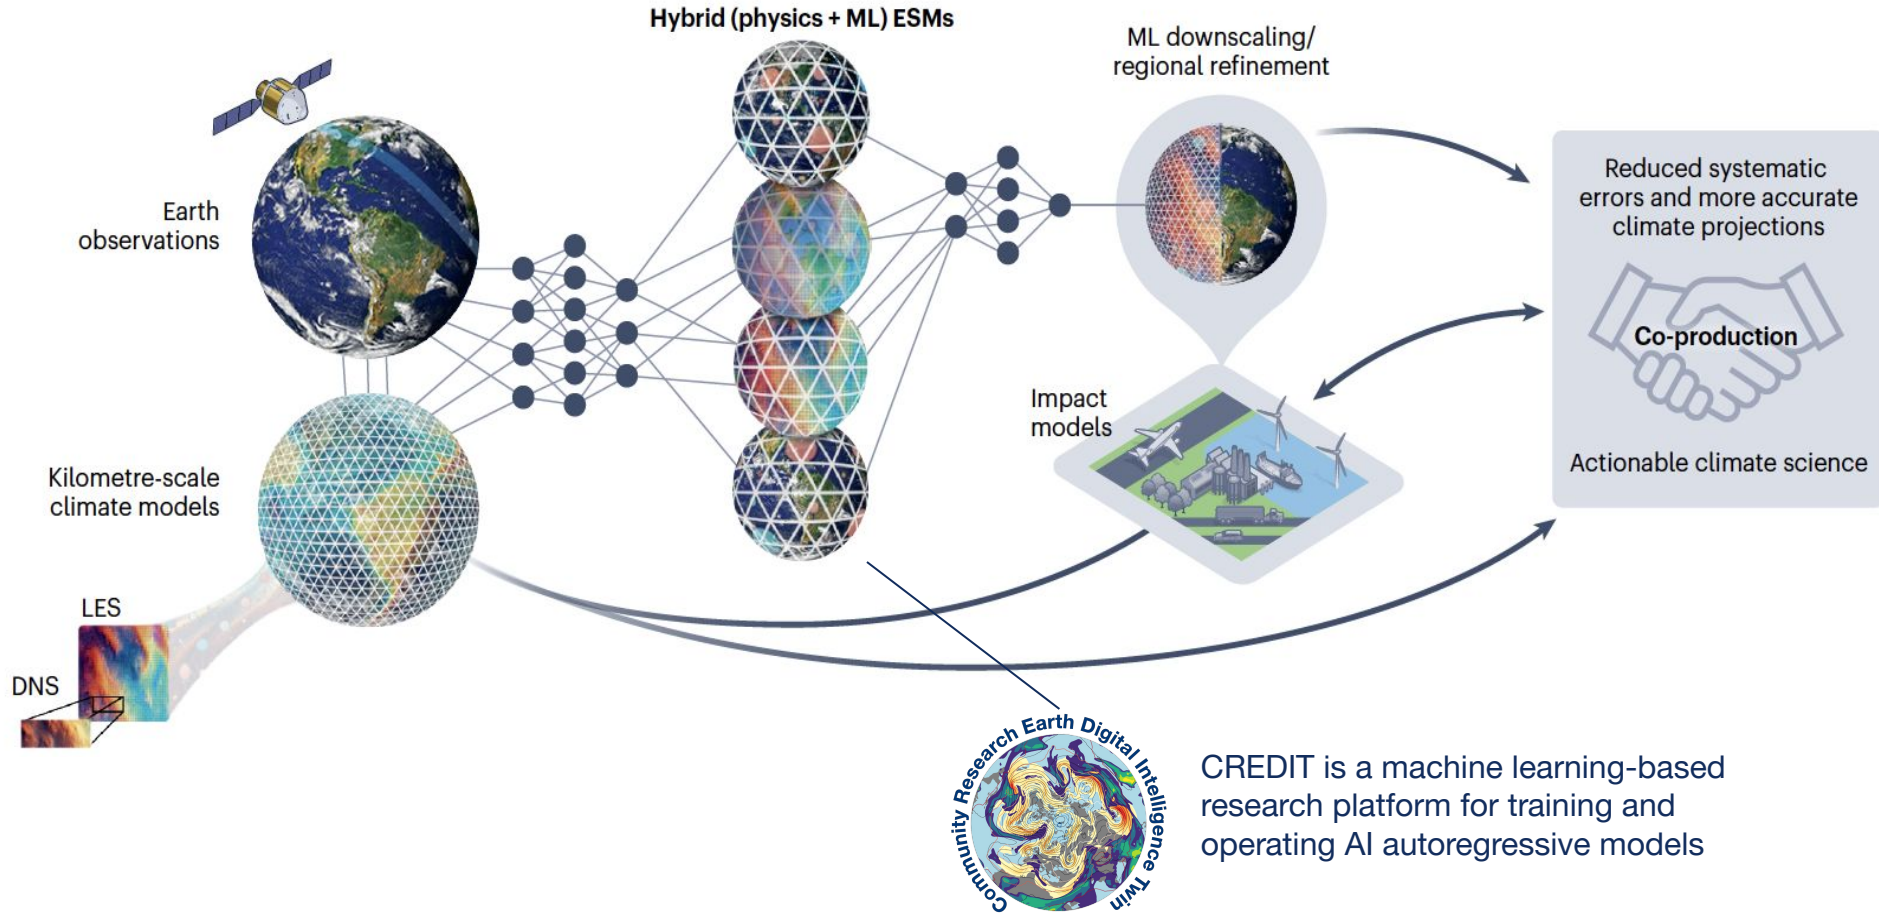 Hybrid (physics + ML) ESMs
ML downscaling/
regional refinement
Earth
observations
Reduced systematic
errors and more accurate
climate projections
Co-production
Actionable climate science
Impact
models
Kilometre-scale
climate models
LES
DNS
Community Research Earth Digital Intelligence Twin
CREDIT is a machine learning-based
research platform for training and
operating AI autoregressive models